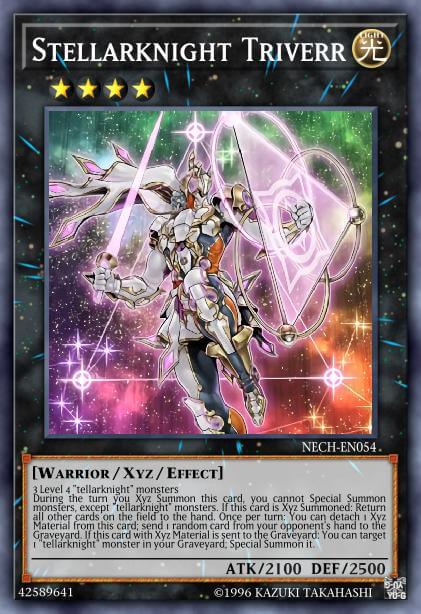 STELLARKNIGHT TRIVERR
LIGHT
光
NECH-EN054
[WARRIOR / XYZ / EFFECT]
3 Level 4 "tellarknight" monsters
During the turn you Xyz Summon this card, you cannot Special Summon
monsters, except "tellarknight" monsters. If this card is Xyz Summoned: Return
all other cards on the field to the hand. Once per turn: You can detach 1 Xyz
Material from this card; send 1 random card from your opponent's hand to the
Graveyard. If this card with Xyz Material is sent to the Graveyard: You can target
1 "tellarknight" monster in your Graveyard; Special Summon it.
ATK/2100 DEF/2500
42589641
©1996 KAZUKI TAKAHASHI